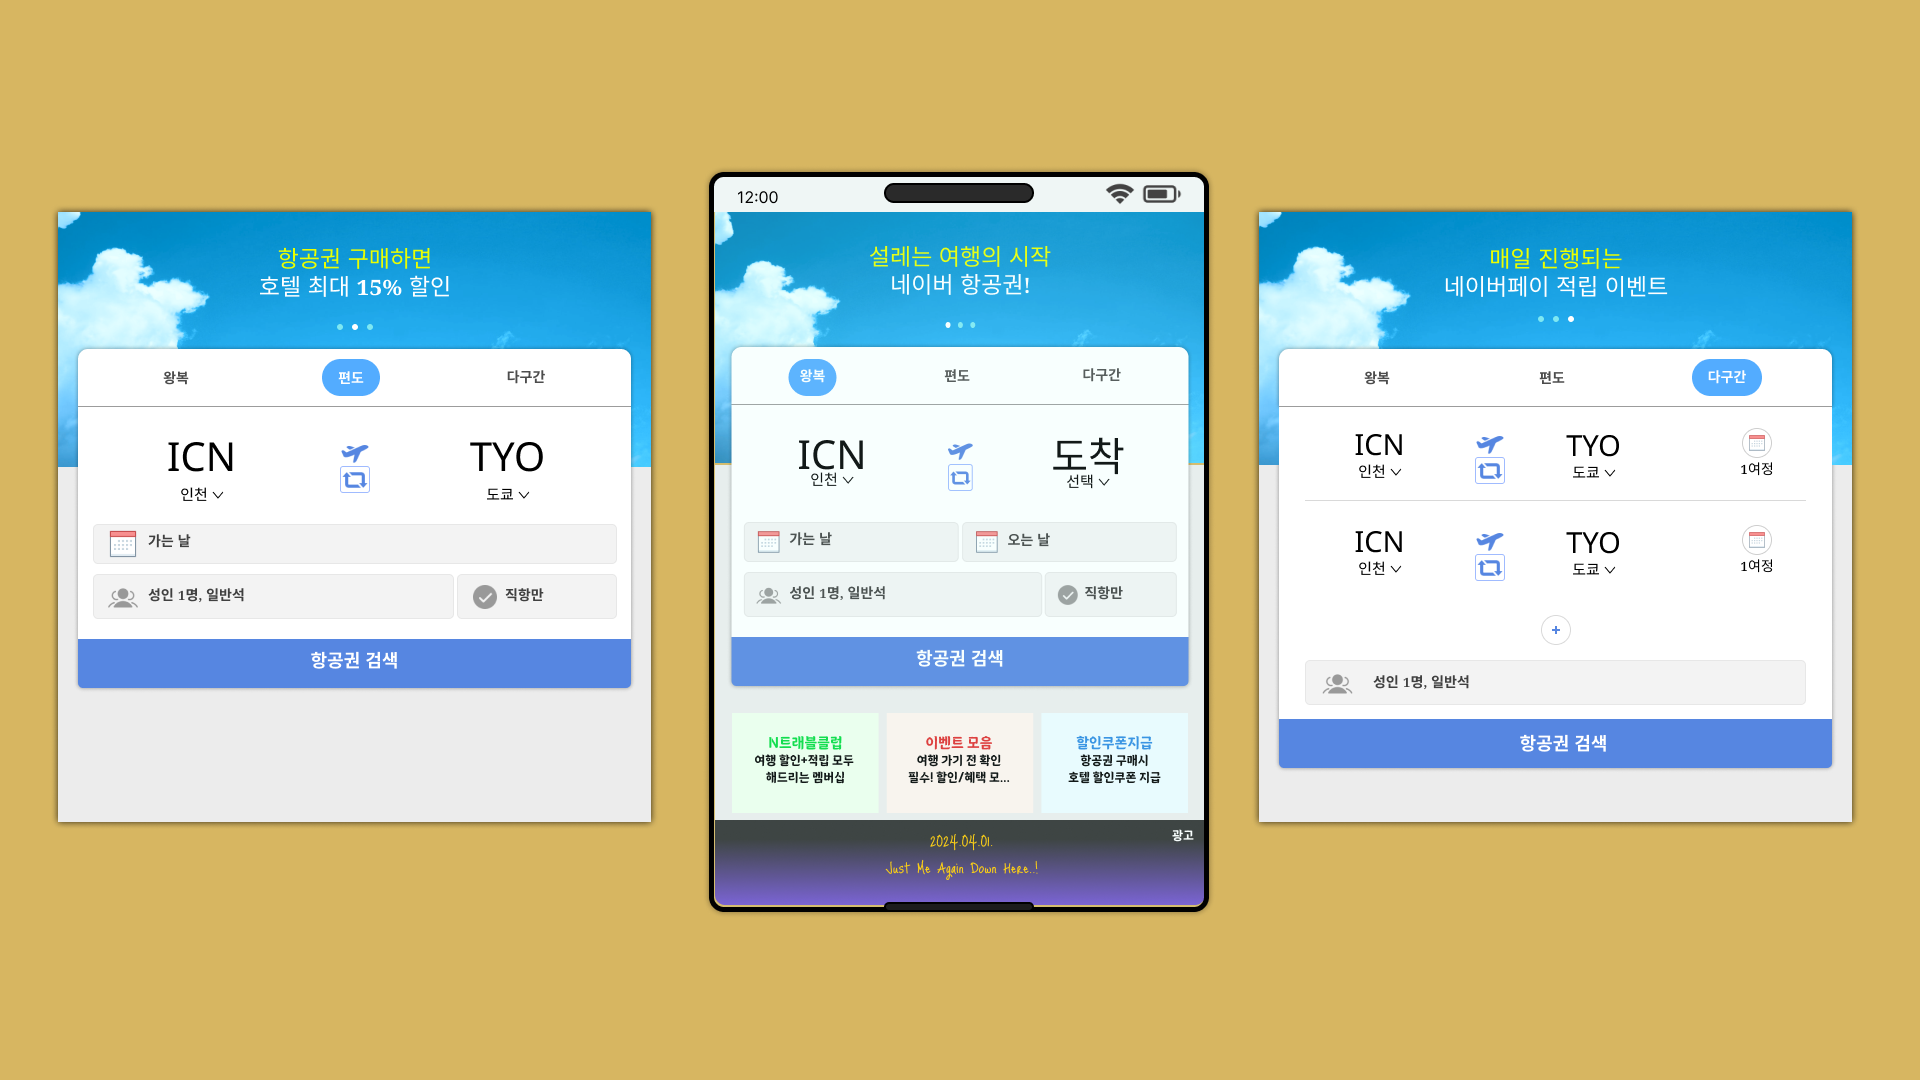 항공권 구매하면
호텔 최대 15% 할인
왕복
편도
다구간
ICN
TYO
인천
도쿄
가는 날
성인 1명, 일반석
직항만
항공권 검색
12:00
설레는 여행의 시작
네이버 항공권!
왕복
편도
다구간
ICN
도착
인천
선택
가는 날
오는 날
성인 1명, 일반석
직항만
항공권 검색
N트래블클럽
여행 할인+적립 모두
해드리는 멤버십
이벤트 모음
여행 가기 전 확인
필수! 할인/혜택 모...
할인쿠폰지급
항공권 구매시
호텔 할인쿠폰 지급
광고
2024.04.01.
Just Me Again Down Here..!
매일 진행되는
네이버페이 적립 이벤트
왕복
편도
다구간
ICN
TYO
인천
도쿄
1여정
ICN
TYO
인천
도쿄
1여정
+
성인 1명, 일반석
항공권 검색